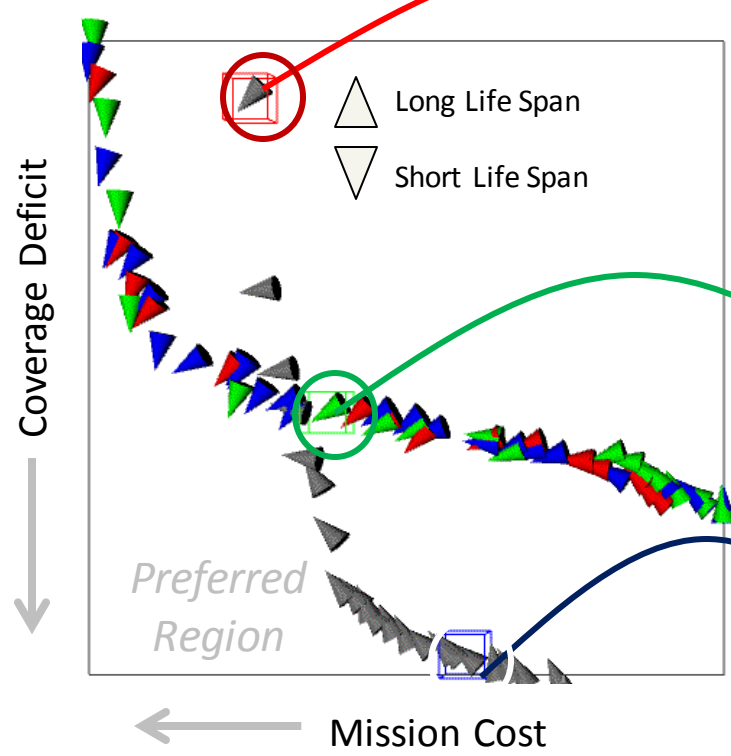 Long Life Span
Short Life Span
Coverage Deficit
Preferred
Region
Mission Cost